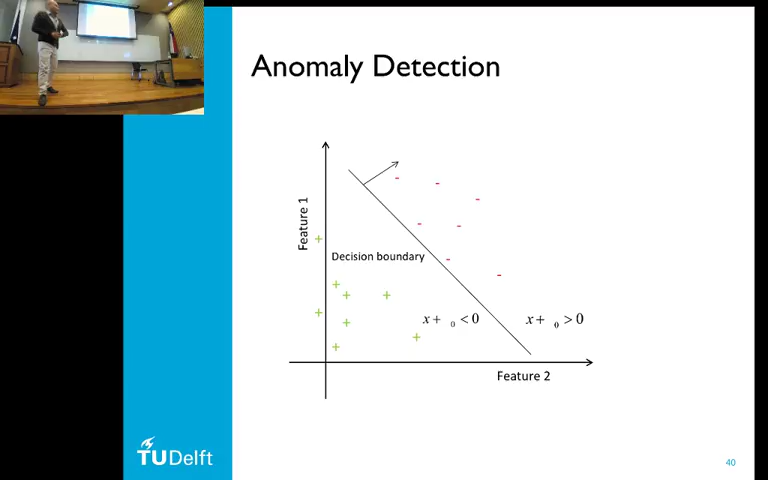 Anomaly Detection
Feature 1
Decision boundary
x + 0 < 0
x + 0 > 0
Feature 2
TUDelft
40